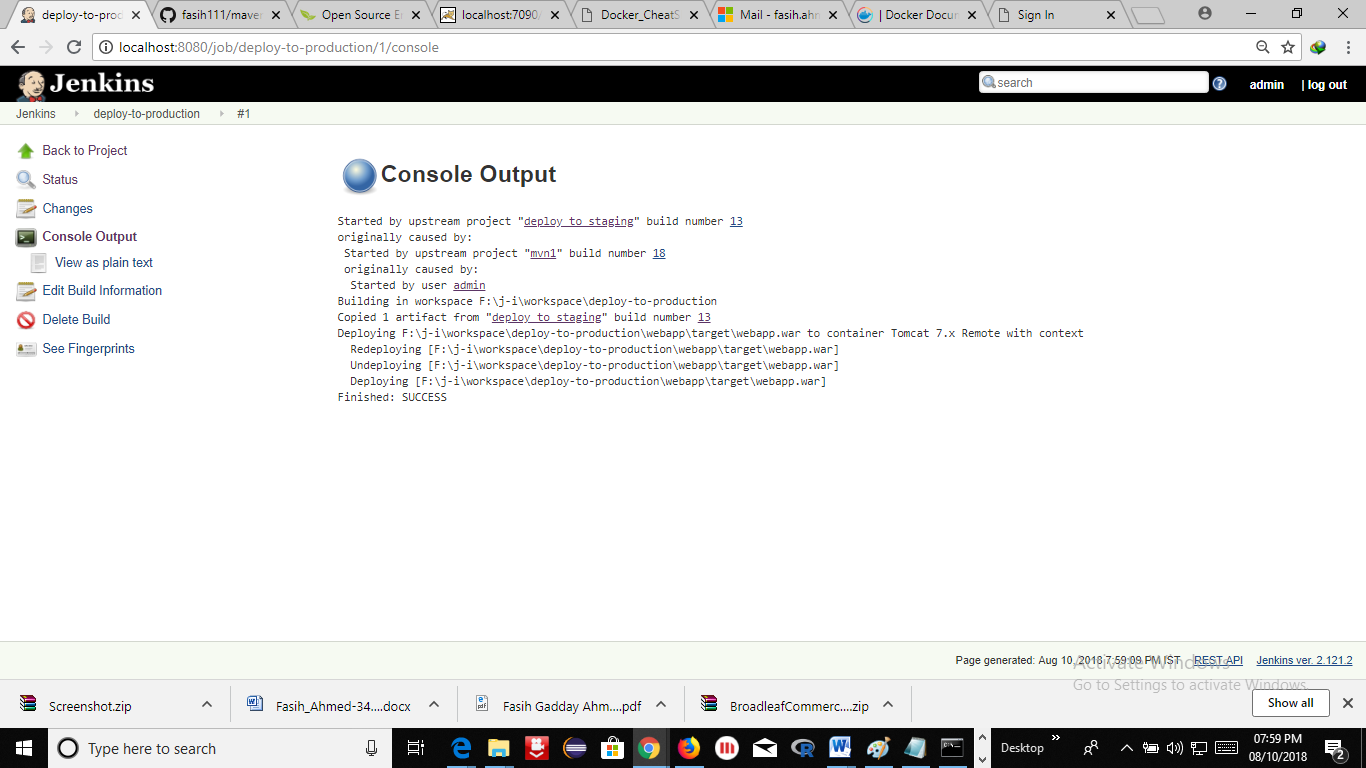 deploy-to-prod
fasih111/maven
Open Source E
localhost:7090/
Docker_CheatS
Mail - fasih.ahm
| Docker Docum
Sign In
localhost:8080/job/deploy-to-production/1/console
Jenkins
search
admin
| log out
Jenkins
deploy-to-production
#1
Back to Project
Status
Changes
Console Output
View as plain text
Edit Build Information
Delete Build
See Fingerprints
Console Output
Started by upstream project "deploy to staging" build number 13
originally caused by:
Started by upstream project "mvn1" build number 18
originally caused by:
Started by user admin
Building in workspace F:\j-i\workspace\deploy-to-production
Copied 1 artifact from "deploy to staging" build number 13
Deploying F:\j-i\workspace\deploy-to-production\webapp\target\webapp.war to container Tomcat 7.x Remote with context
Redeploying [F:\j-i\workspace\deploy-to-production\webapp\target\webapp.war]
Undeploying [F:\j-i\workspace\deploy-to-production\webapp\target\webapp.war]
Deploying [F:\j-i\workspace\deploy-to-production\webapp\target\webapp.war]
Finished: SUCCESS
Page generated: Aug 10, 2018 7:59:09 PM IST
REST API
Jenkins ver. 2.121.2
Activate Windows
Go to Settings to activate Windows.
Screenshot.zip
Fasih_Ahmed-34....docx
Fasih Gadday Ahm....pdf
BroadleafCommerc....zip
Show all
Type here to search
Desktop
07:59 PM
08/10/2018
2